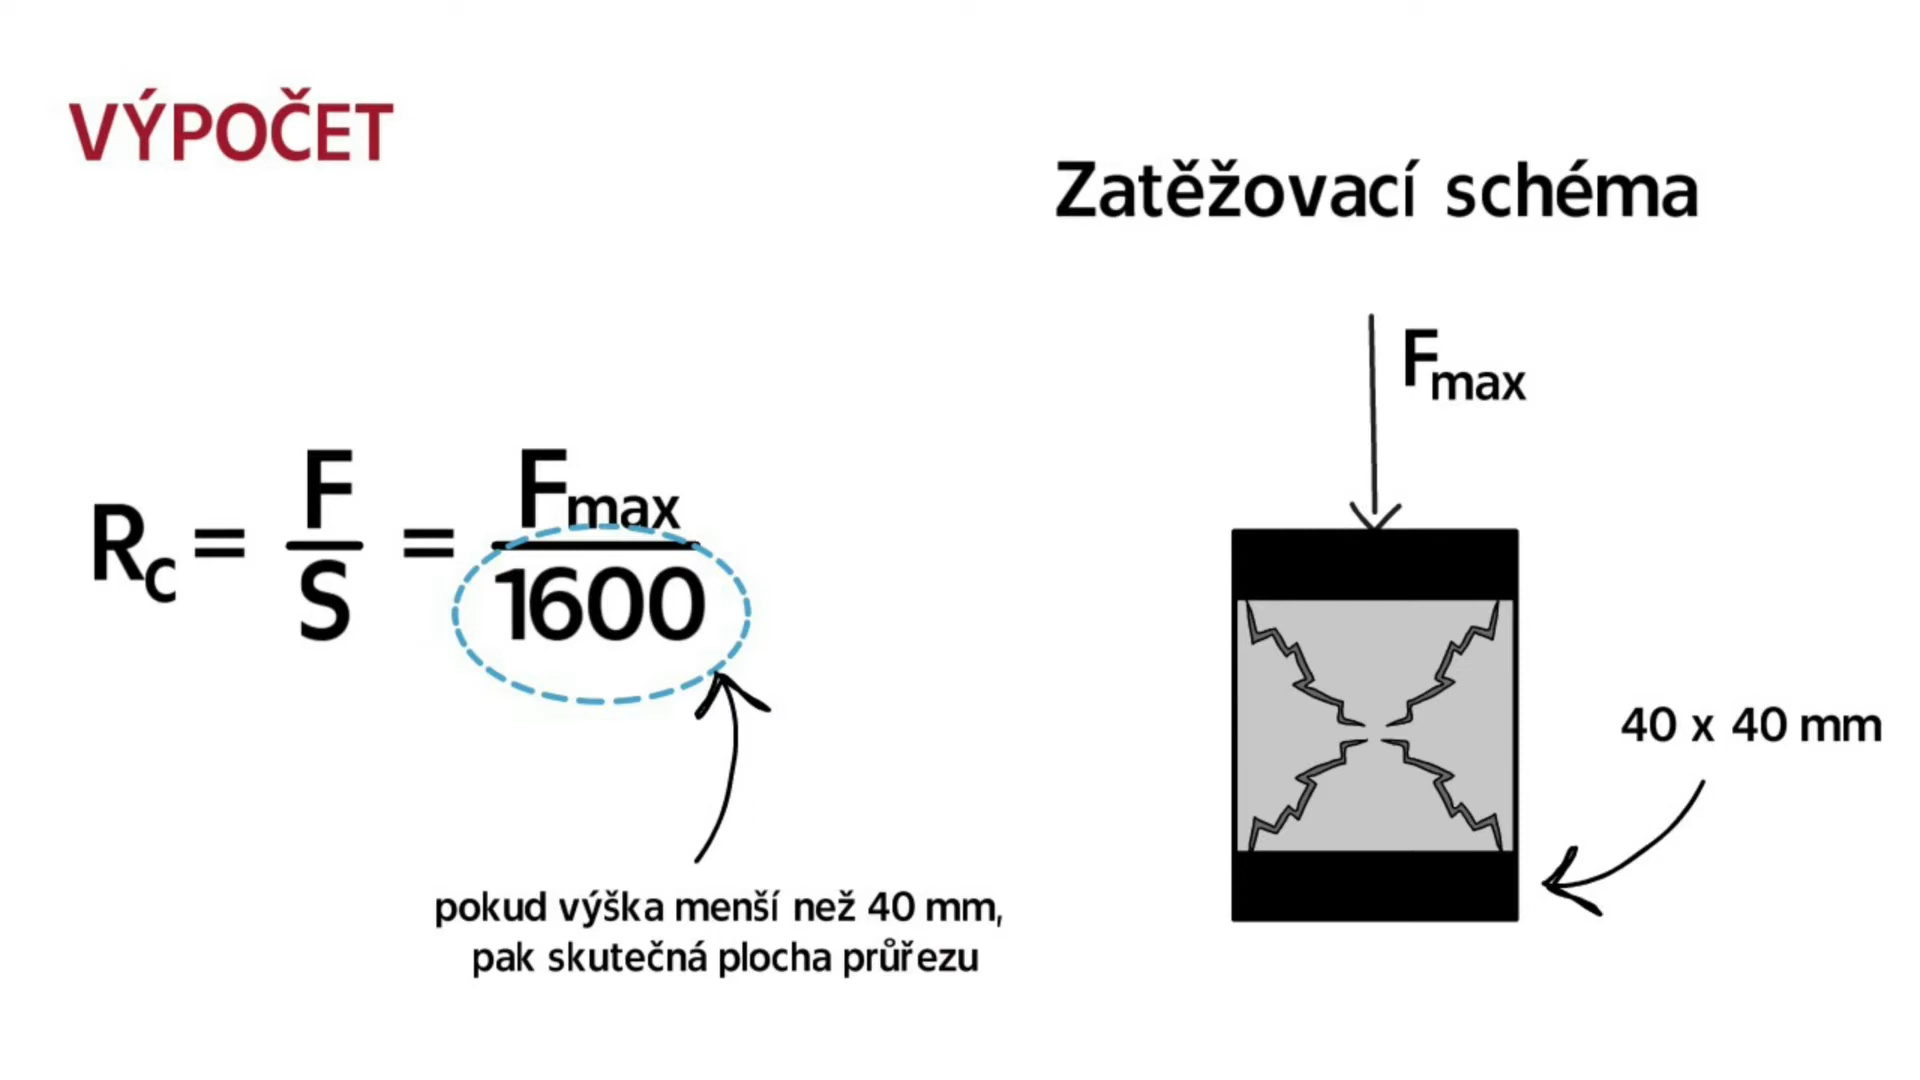 VÝPOČET
Zatěžovací schéma
Fmax
Rc = F/S = Fmax/1600
40 x 40 mm
pokud výška menší než 40 mm,
pak skutečná plocha průřezu